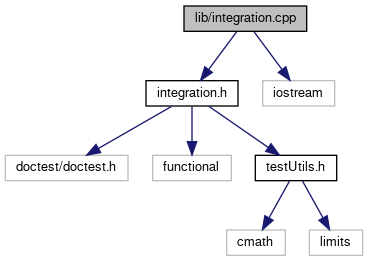 lib/integration.cpp
integration.h
iostream
doctest/doctest.h
functional
testUtils.h
cmath
limits